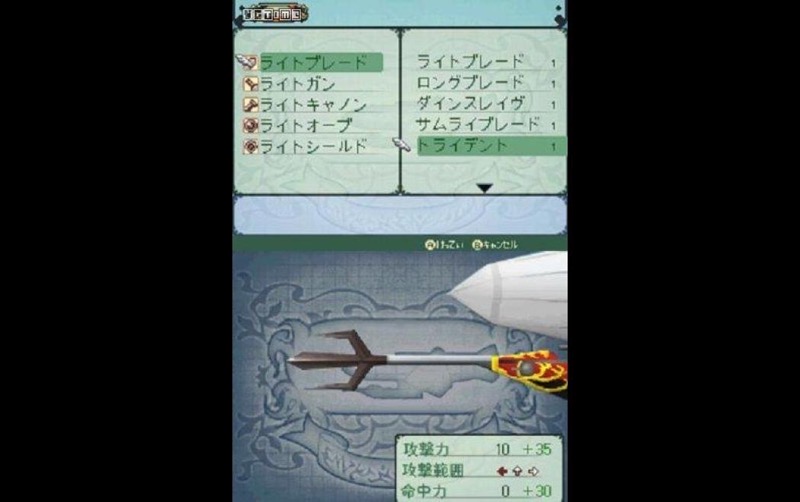 ライトブレード
ライトガン
ライトキャノン
ライトオーブ
ライトシールド
ライトブレード 1
ロングブレード 1
ダインスレイヴ 1
サムライブレード 1
トライデント 1
Aけってい Bキャンセル
攻撃力 10 +35
攻撃範囲
命中力 0 +30